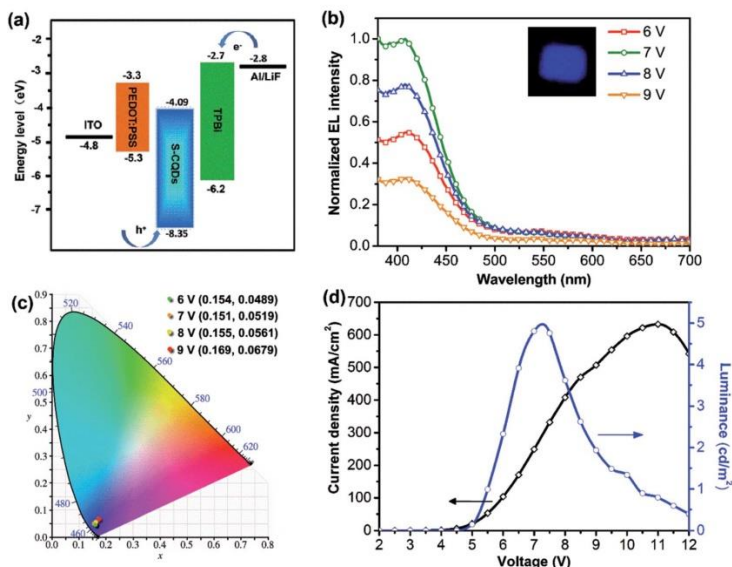 (a)
Energy level (eV)
-2
-3
-4
-5
-6
-7
ITO
-4.8
-3.3
PEDOT:PSS
-5.3
-4.09
S-CQDs
-8.35
h+
-2.7
TPBI
-6.2
e-
-2.8
Al/LiF
(b)
Normalized EL intensity
1.0
0.8
0.6
0.4
0.2
0.0
400 450 500 550 600 650 700
Wavelength (nm)
6 V
7 V
8 V
9 V
(c)
y
0.9
0.8
0.7
0.6
0.5
0.4
0.3
0.2
0.1
0.0
0.0 0.1 0.2 0.3 0.4 0.5 0.6 0.7 0.8
x
520
540
560
580
600
620
500
480
460
6 V (0.154, 0.0489)
7 V (0.151, 0.0519)
8 V (0.155, 0.0561)
9 V (0.169, 0.0679)
(d)
Current density (mA/cm2)
700
600
500
400
300
200
100
0
2 3 4 5 6 7 8 9 10 11 12
Voltage (V)
5
4
3
2
1
0
Luminance (cd/m2)